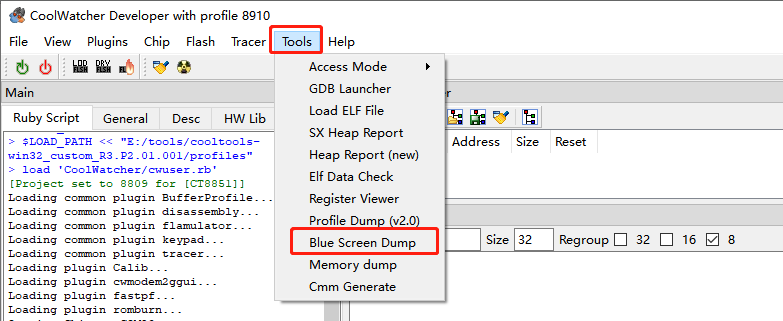 CoolWatcher Developer with profile 8910
File View Plugins Chip Flash Tracer Tools Help
LOD FLSH DRV FLSH
Main
Ruby Script General Desc HW Lib
> $LOAD_PATH << "E:/tools/cooltools-
win32_custom_R3.P2.01.001/profiles"
> load 'CoolWatcher/cwuser.rb'
[Project set to 8809 for [CT8851]]
Loading common plugin BufferProfile...
Loading common plugin disassembly...
Loading common plugin flamulator...
Loading common plugin keypad...
Loading common plugin tracer...
Loading plugin Calib...
Loading plugin cwmodem2ggui...
Loading plugin fastpf...
Loading plugin romburn...
Access Mode
GDB Launcher
Load ELF File
SX Heap Report
Heap Report (new)
Elf Data Check
Register Viewer
Profile Dump (v2.0)
Blue Screen Dump
Memory dump
Cmm Generate
Address Size Reset
Size 32 Regroup 32 16 8